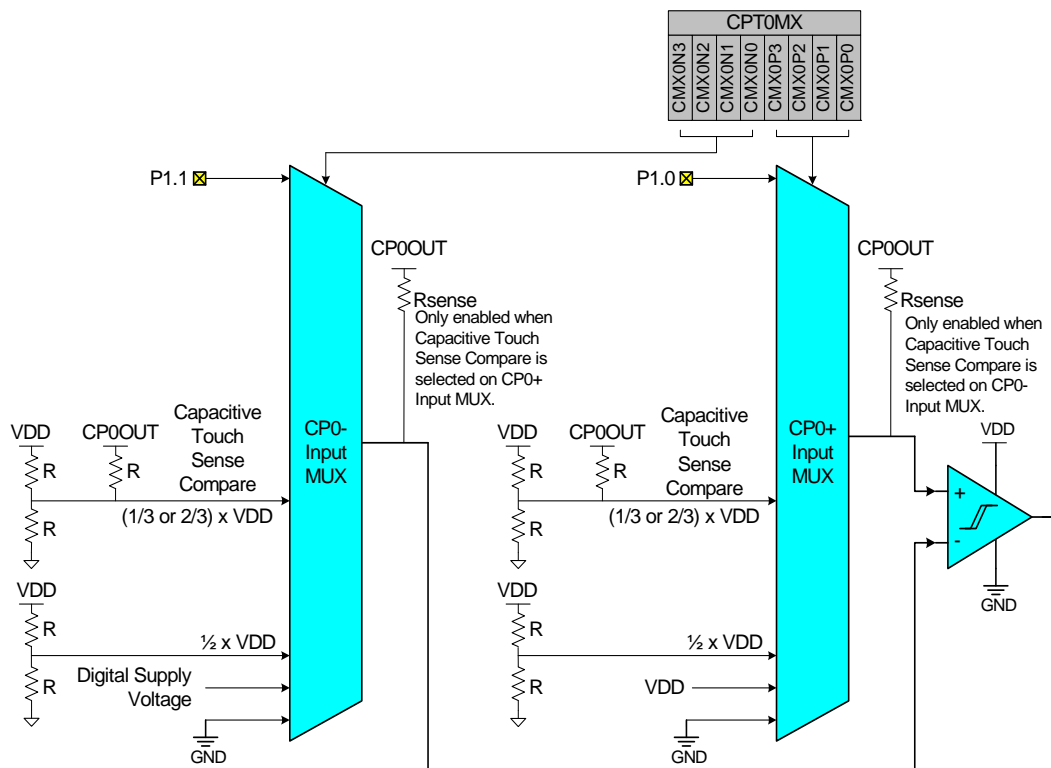 CPT0MX
CMX0N3
CMX0N2
CMX0N1
CMX0N0
CMX0P3
CMX0P2
CMX0P1
CMX0P0
P1.1
P1.0
CP0OUT
Rsense
Only enabled when
Capacitive Touch
Sense Compare is
selected on CP0+
Input MUX.
CP0OUT
Rsense
Only enabled when
Capacitive Touch
Sense Compare is
selected on CP0-
Input MUX.
VDD
R
R
CP0OUT
R
Capacitive
Touch
Sense
Compare
(1/3 or 2/3) x VDD
CP0-
Input
MUX
VDD
R
R
CP0OUT
R
Capacitive
Touch
Sense
Compare
(1/3 or 2/3) x VDD
CP0+
Input
MUX
VDD
+
-
GND
VDD
R
R
½ x VDD
Digital Supply
Voltage
GND
VDD
R
R
½ x VDD
VDD
GND